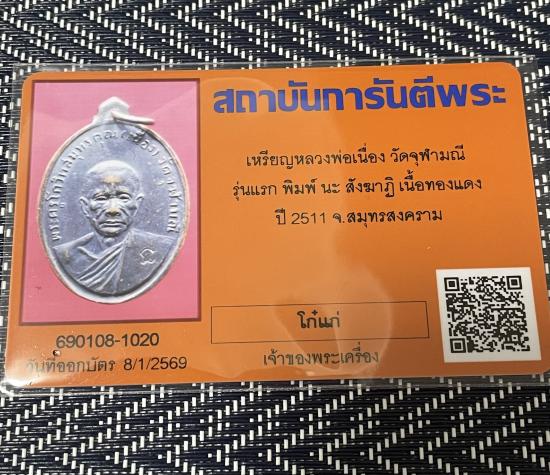 สถาบันการันตีพระ
เหรียญหลวงพ่อเนื่อง วัดจุฬามณี
รุ่นแรก พิมพ์ นะ สังฆาฏิ เนื้อทองแดง
ปี 2511 จ.สมุทรสงคราม
โก๋แก่
เจ้าของพระเครื่อง
690108-1020
วันที่ออกบัตร 8/1/2569